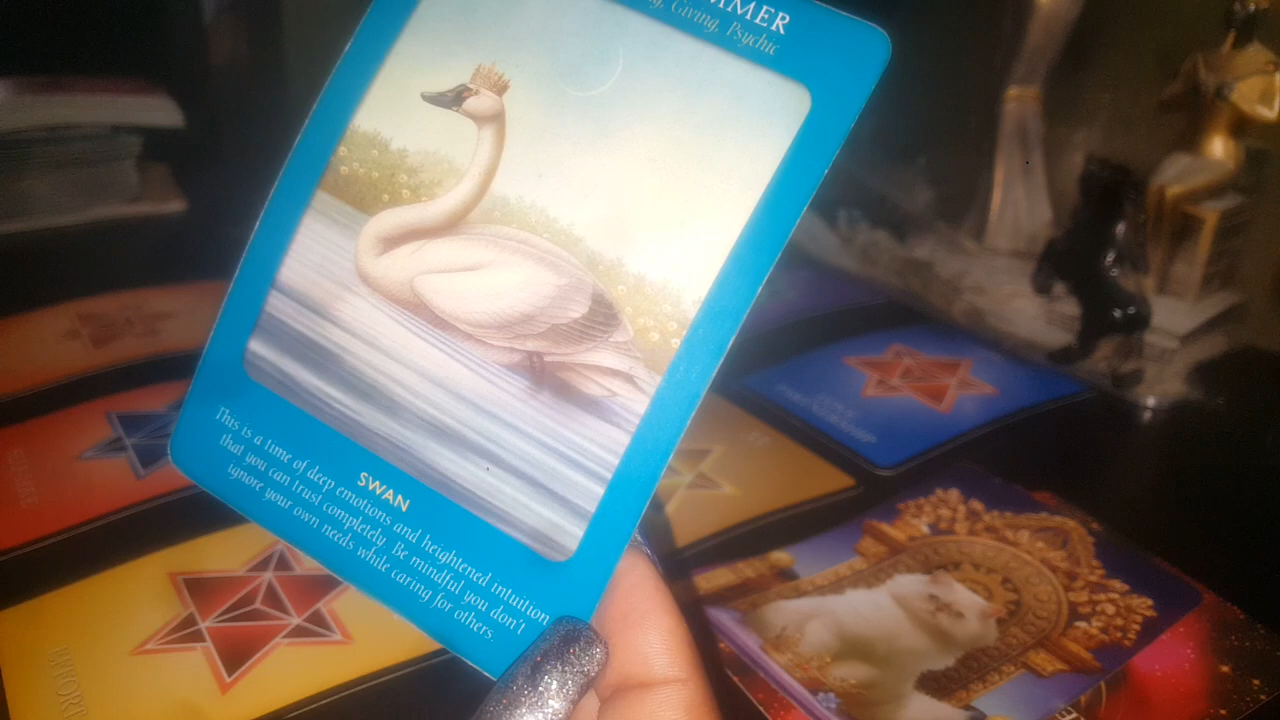 MMER
g, Giving, Psychic
SWAN
This is a time of deep emotions and heightened intuition
that you can trust completely. Be mindful you don't
ignore your own needs while caring for others.